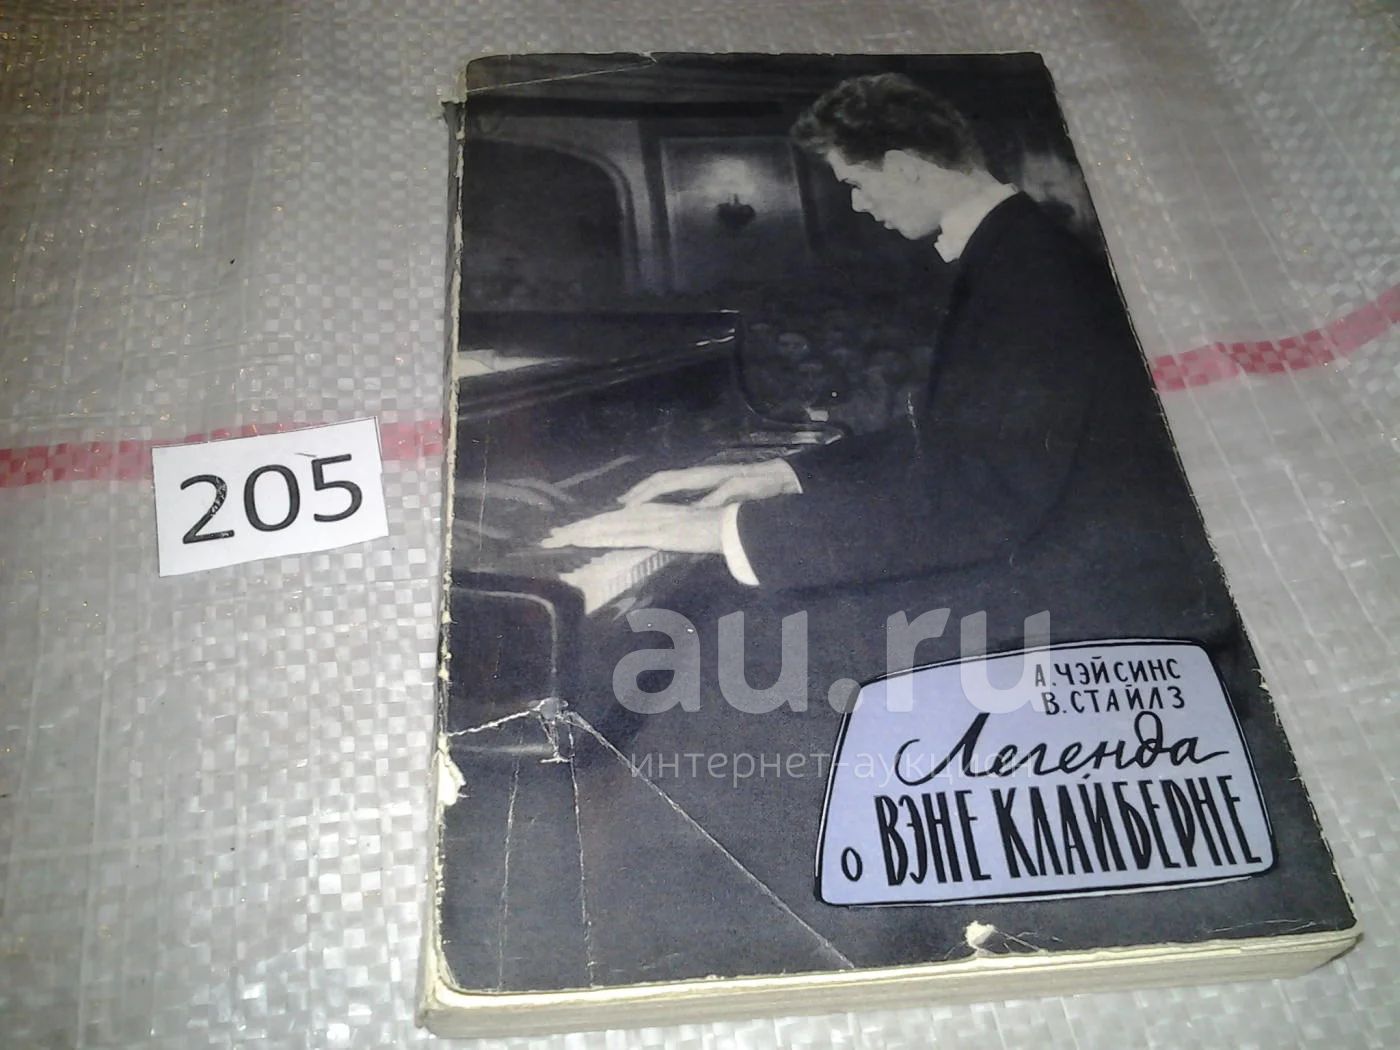 205
А. ЧЭЙСИНС
В. СТАЙЛЗ
Легенда
О ВЭНЕ КЛАЙБЕРНЕ
au.ru
интернет-аукцион